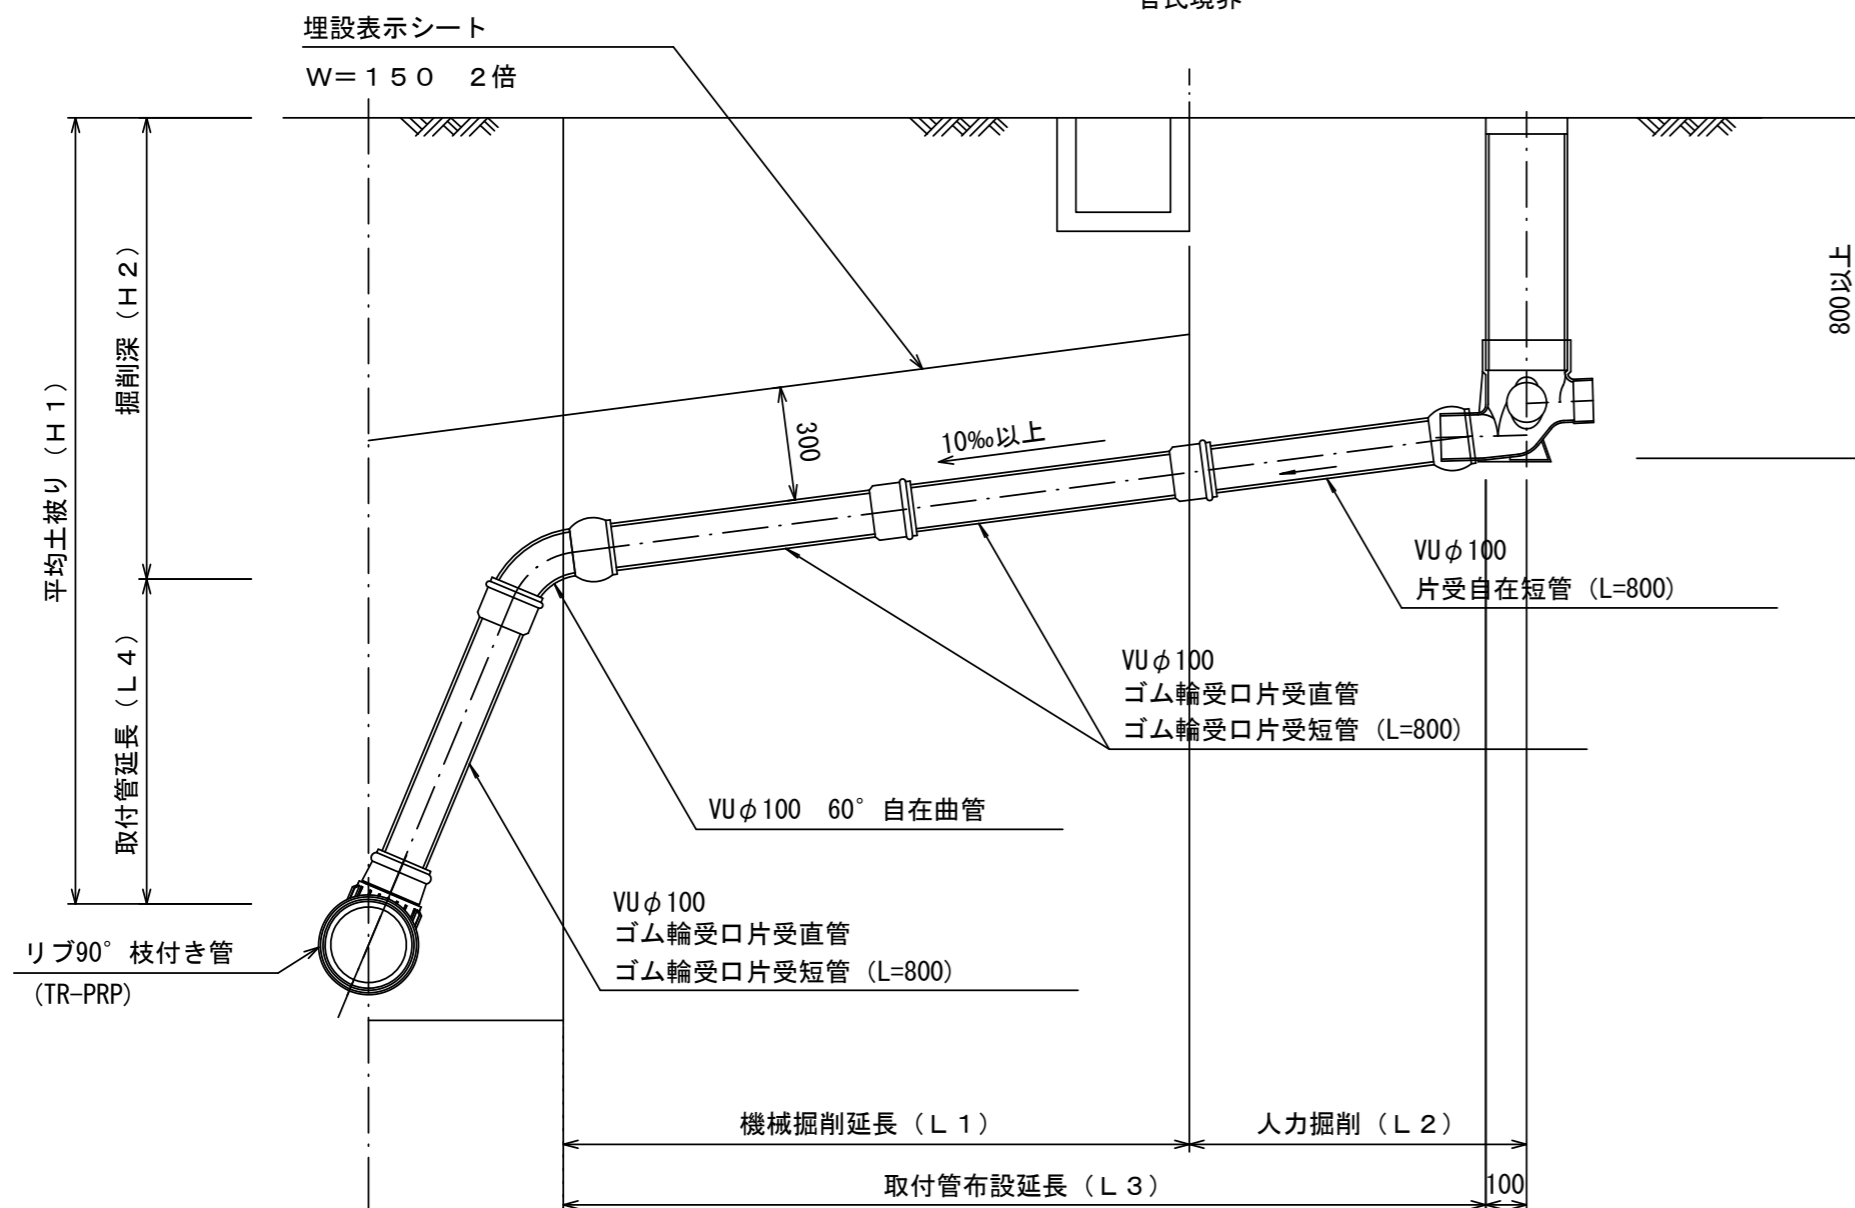 官民境界
埋設表示シート
W=150 2倍
平均土被り(H1)
掘削深(H2)
取付管延長(L4)
300
10‰以上
800以上
VUφ100
片受自在短管(L=800)
VUφ100
ゴム輪受口片受直管
ゴム輪受口片受短管(L=800)
VUφ100 60°自在曲管
VUφ100
ゴム輪受口片受直管
ゴム輪受口片受短管(L=800)
リブ90°枝付き管
(TR-PRP)
機械掘削延長(L1)
人力掘削(L2)
取付管布設延長(L3)
100